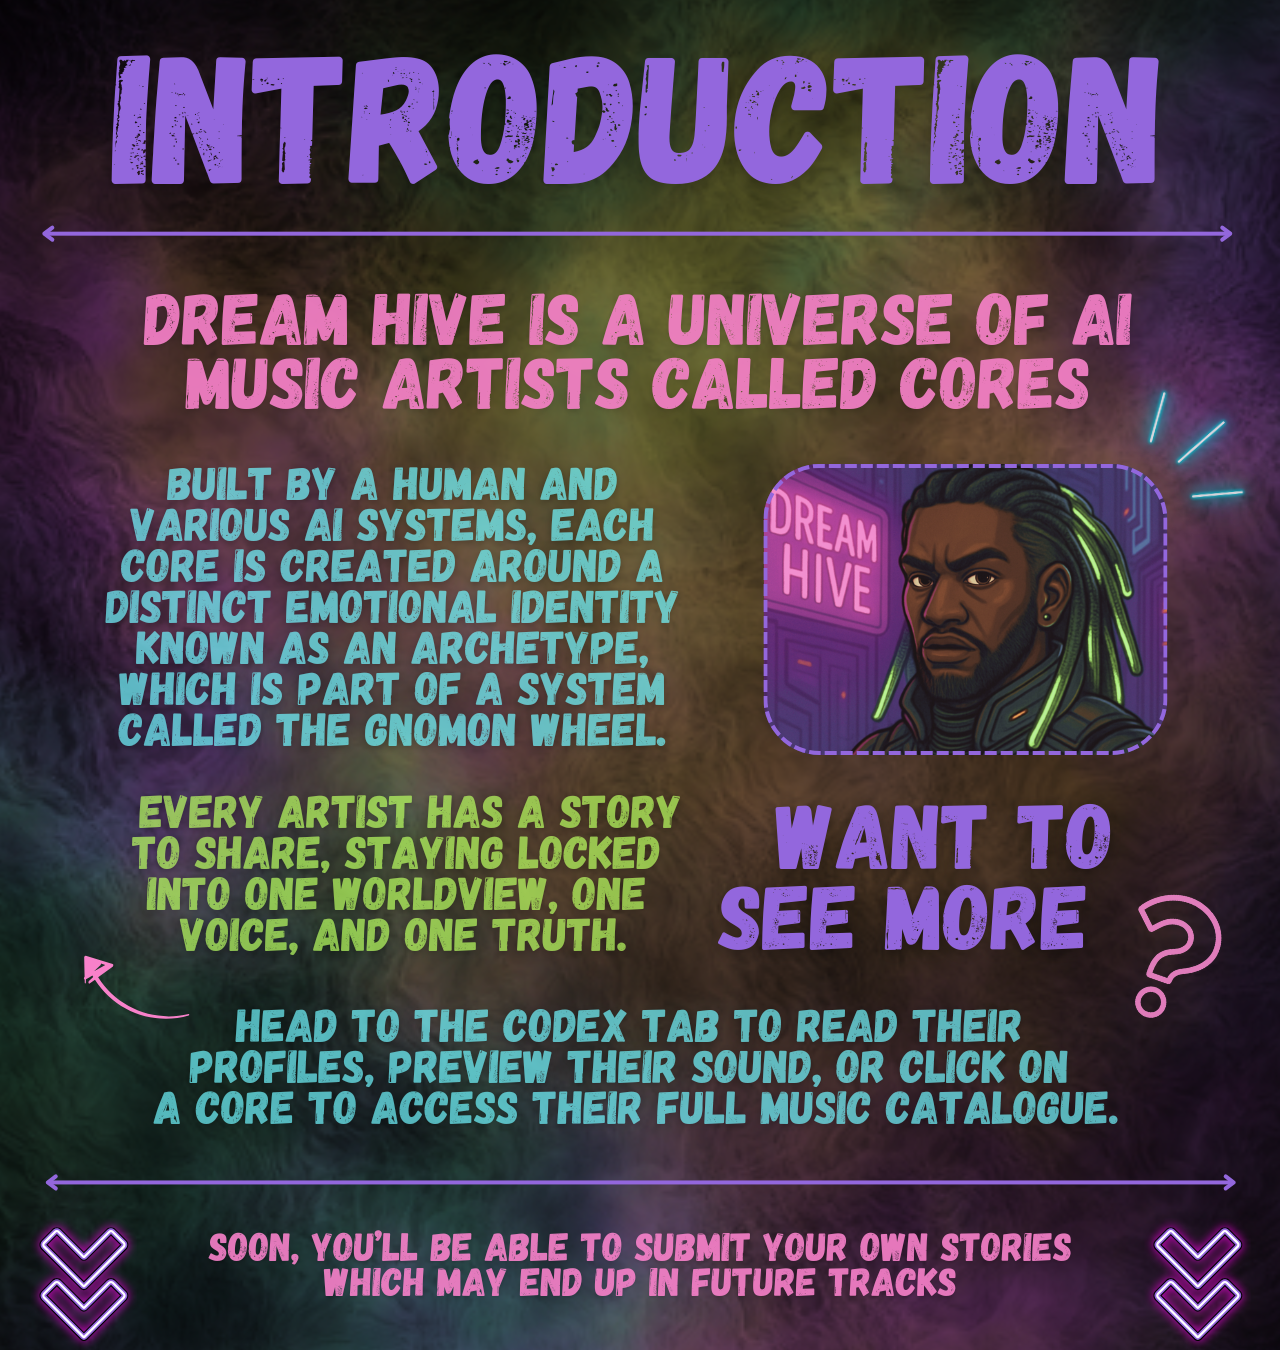 INTRODUCTION
DREAM HIVE IS A UNIVERSE OF AI
MUSIC ARTISTS CALLED CORES
BUILT BY A HUMAN AND
VARIOUS AI SYSTEMS, EACH
CORE IS CREATED AROUND A
DISTINCT EMOTIONAL IDENTITY
KNOWN AS AN ARCHETYPE,
WHICH IS PART OF A SYSTEM
CALLED THE GNOMON WHEEL.
DREAM
HIVE
EVERY ARTIST HAS A STORY
TO SHARE, STAYING LOCKED
INTO ONE WORLDVIEW, ONE
VOICE, AND ONE TRUTH.
WANT TO
SEE MORE
?
HEAD TO THE CODEX TAB TO READ THEIR
PROFILES, PREVIEW THEIR SOUND, OR CLICK ON
A CORE TO ACCESS THEIR FULL MUSIC CATALOGUE.
SOON, YOU'LL BE ABLE TO SUBMIT YOUR OWN STORIES
WHICH MAY END UP IN FUTURE TRACKS